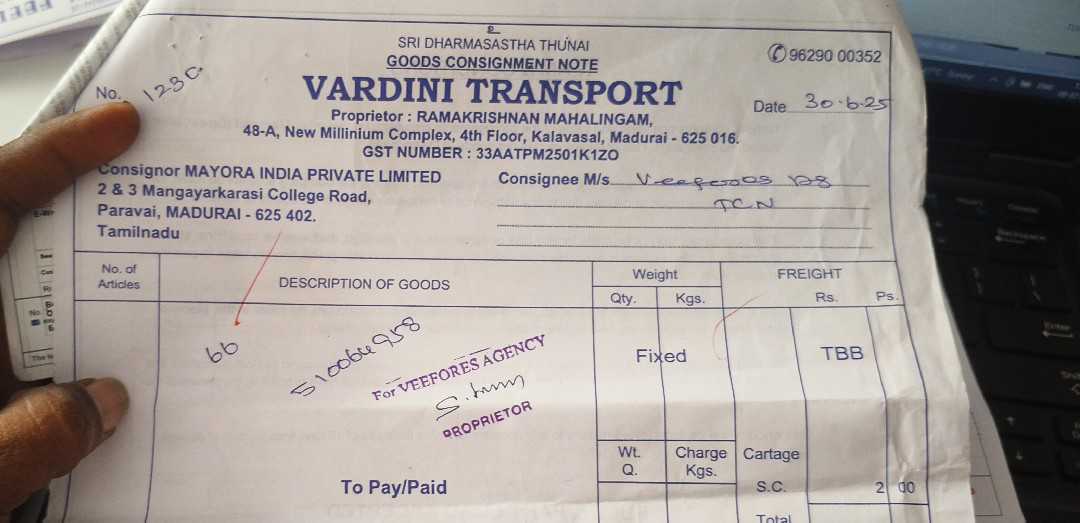 SRI DHARMASASTHA THUNAI
GOODS CONSIGNMENT NOTE
96290 00352
No. 1230
VARDINI TRANSPORT
Date 30.6.25
Proprietor : RAMAKRISHNAN MAHALINGAM,
48-A, New Millinium Complex, 4th Floor, Kalavasal, Madurai - 625 016.
GST NUMBER : 33AATPM2501K1ZO
Consignor MAYORA INDIA PRIVATE LIMITED
2 & 3 Mangayarkarasi College Road,
Paravai, MADURAI - 625 402.
Tamilnadu
Consignee M/s
TCN
No. of
Articles
DESCRIPTION OF GOODS
Weight
Qty. Kgs.
FREIGHT
Rs. Ps.
66
For VEEFORES AGENCY
PROPRIETOR
Fixed
TBB
To Pay/Paid
Wt.
Q.
Charge
Kgs.
Cartage
S.C. 2 00
Total